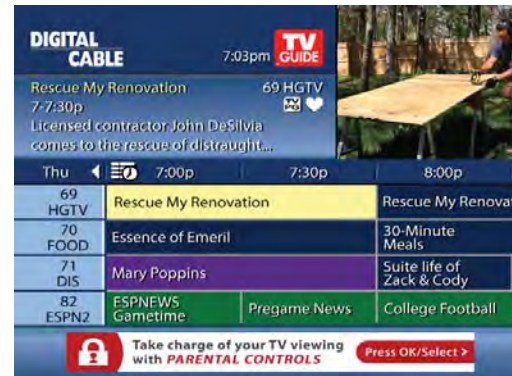 DIGITAL
CABLE
7:03pm
TV
GUIDE
Rescue My Renovation
69 HGTV
7-7:30p
TV
PG
Licensed contractor John DeSilvia
comes to the rescue of distraught...
Thu
7:00p
7:30p
8:00p
69
HGTV
Rescue My Renovation
Rescue My Renova
70
FOOD
Essence of Emeril
30-Minute
Meals
71
DIS
Mary Poppins
Suite life of
Zack & Cody
82
ESPN2
ESPNEWS
Gametime
Pregame News
College Football
Take charge of your TV viewing
with PARENTAL CONTROLS
Press OK/Select >